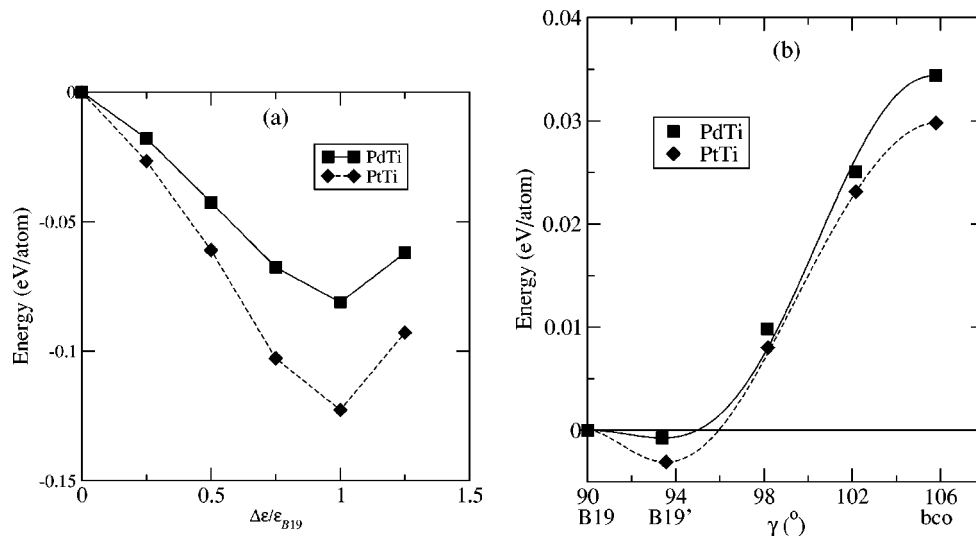 (a)
PdTi
PtTi
Energy (eV/atom)
0
-0.05
-0.1
-0.15
0 0.5 1 1.5
Δε/ε_B19
(b)
PdTi
PtTi
Energy (eV/atom)
0.04
0.03
0.02
0.01
0
90 94 98 102 106
B19 B19’ γ (°) bco